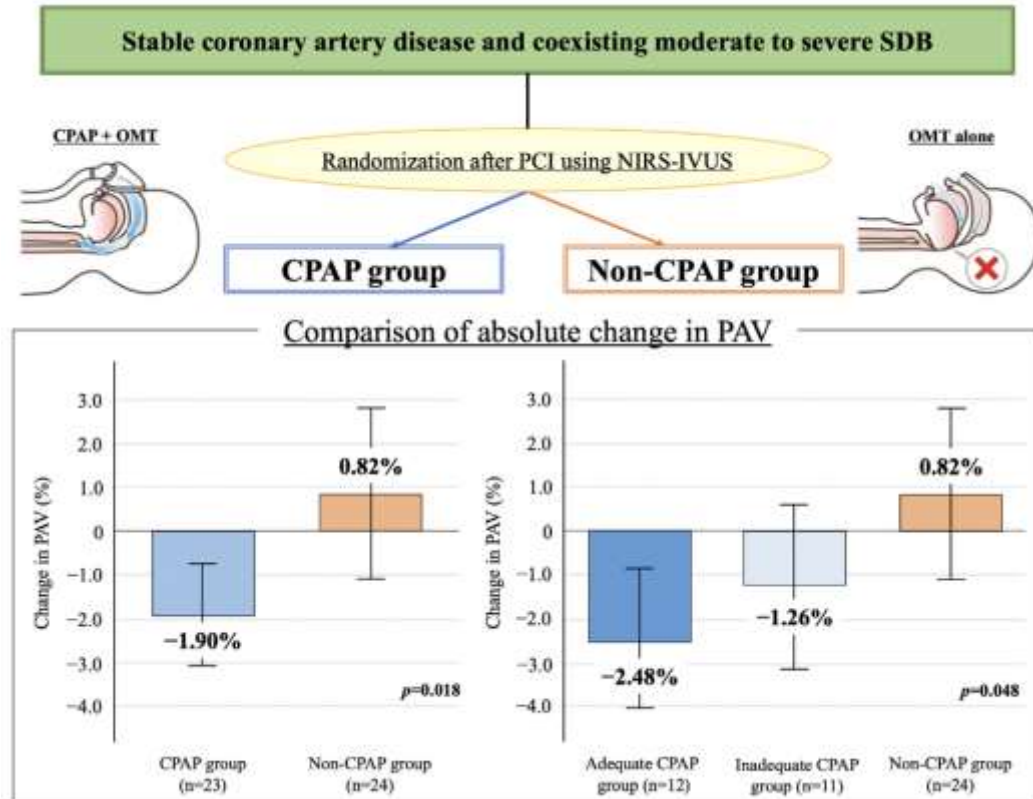 Stable coronary artery disease and coexisting moderate to severe SDB
CPAP + OMT
Randomization after PCI using NIRS-IVUS
OMT alone
CPAP group
Non-CPAP group
Comparison of absolute change in PAV
Change in PAV (%)
3.0
2.0
1.0
0
−1.0
−2.0
−3.0
−4.0
−1.90%
0.82%
p=0.018
CPAP group
(n=23)
Non-CPAP group
(n=24)
Change in PAV (%)
3.0
2.0
1.0
0
−1.0
−2.0
−3.0
−4.0
−2.48%
−1.26%
0.82%
p=0.048
Adequate CPAP
group (n=12)
Inadequate CPAP
group (n=11)
Non-CPAP group
(n=24)